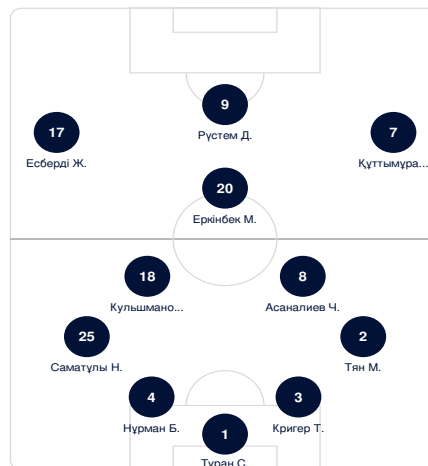 9
Рүстем Д.
17
Есберді Ж.
7
Құттымұра...
20
Еркінбек М.
18
Кульшмано...
8
Асаналиев Ч.
25
Саматұлы Н.
2
Тян М.
4
Нұрман Б.
3
Кригер Т.
1
Туран С